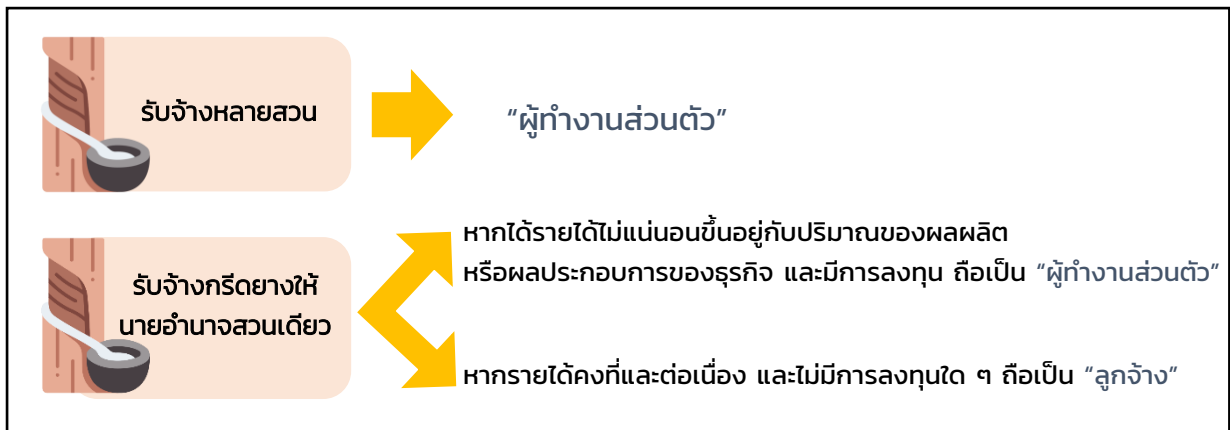 รับจ้างหลายสวน
“ผู้ทำงานส่วนตัว”
รับจ้างกรีดยางให้
นายอำนาจสวนเดียว
หากได้รายได้ไม่แน่นอนขึ้นอยู่กับปริมาณของผลผลิต
หรือผลประกอบการของธุรกิจ และมีการลงทุน ถือเป็น “ผู้ทำงานส่วนตัว”
หากรายได้คงที่และต่อเนื่อง และไม่มีการลงทุนใด ๆ ถือเป็น “ลูกจ้าง”